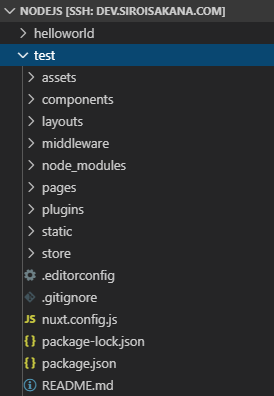 NODEJS [SSH: DEV.SIROISAKANA.COM]
helloworld
test
assets
components
layouts
middleware
node_modules
pages
plugins
static
store
.editorconfig
.gitignore
JS nuxt.config.js
{} package-lock.json
{} package.json
README.md